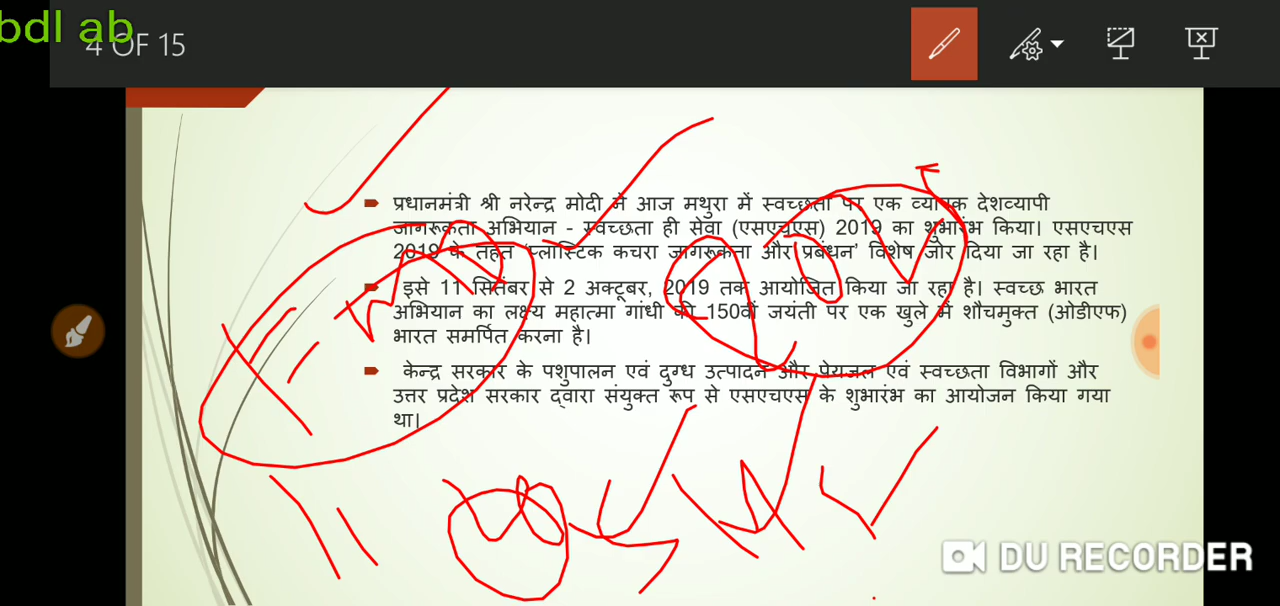 bdl ab
4 OF 15
प्रधानमंत्री श्री नरेन्द्र मोदी ने आज मथुरा में स्वच्छता पर एक व्यापक देशव्यापी
जागरूकता अभियान - स्वच्छता ही सेवा (एसएचएस) 2019 का शुभारंभ किया। एसएचएस
2019 के तहत 'प्लास्टिक कचरा जागरूकता और प्रबंधन' विशेष जोर दिया जा रहा है।
इसे 11 सितंबर से 2 अक्टूबर, 2019 तक आयोजित किया जा रहा है। स्वच्छ भारत
अभियान का लक्ष्य महात्मा गांधी की 150वीं जयंती पर एक खुले में शौचमुक्त (ओडीएफ)
भारत समर्पित करना है।
केन्द्र सरकार के पशुपालन एवं दुग्ध उत्पादन और पेयजल एवं स्वच्छता विभागों और
उत्तर प्रदेश सरकार द्वारा संयुक्त रूप से एसएचएस के शुभारंभ का आयोजन किया गया
था।
DU RECORDER